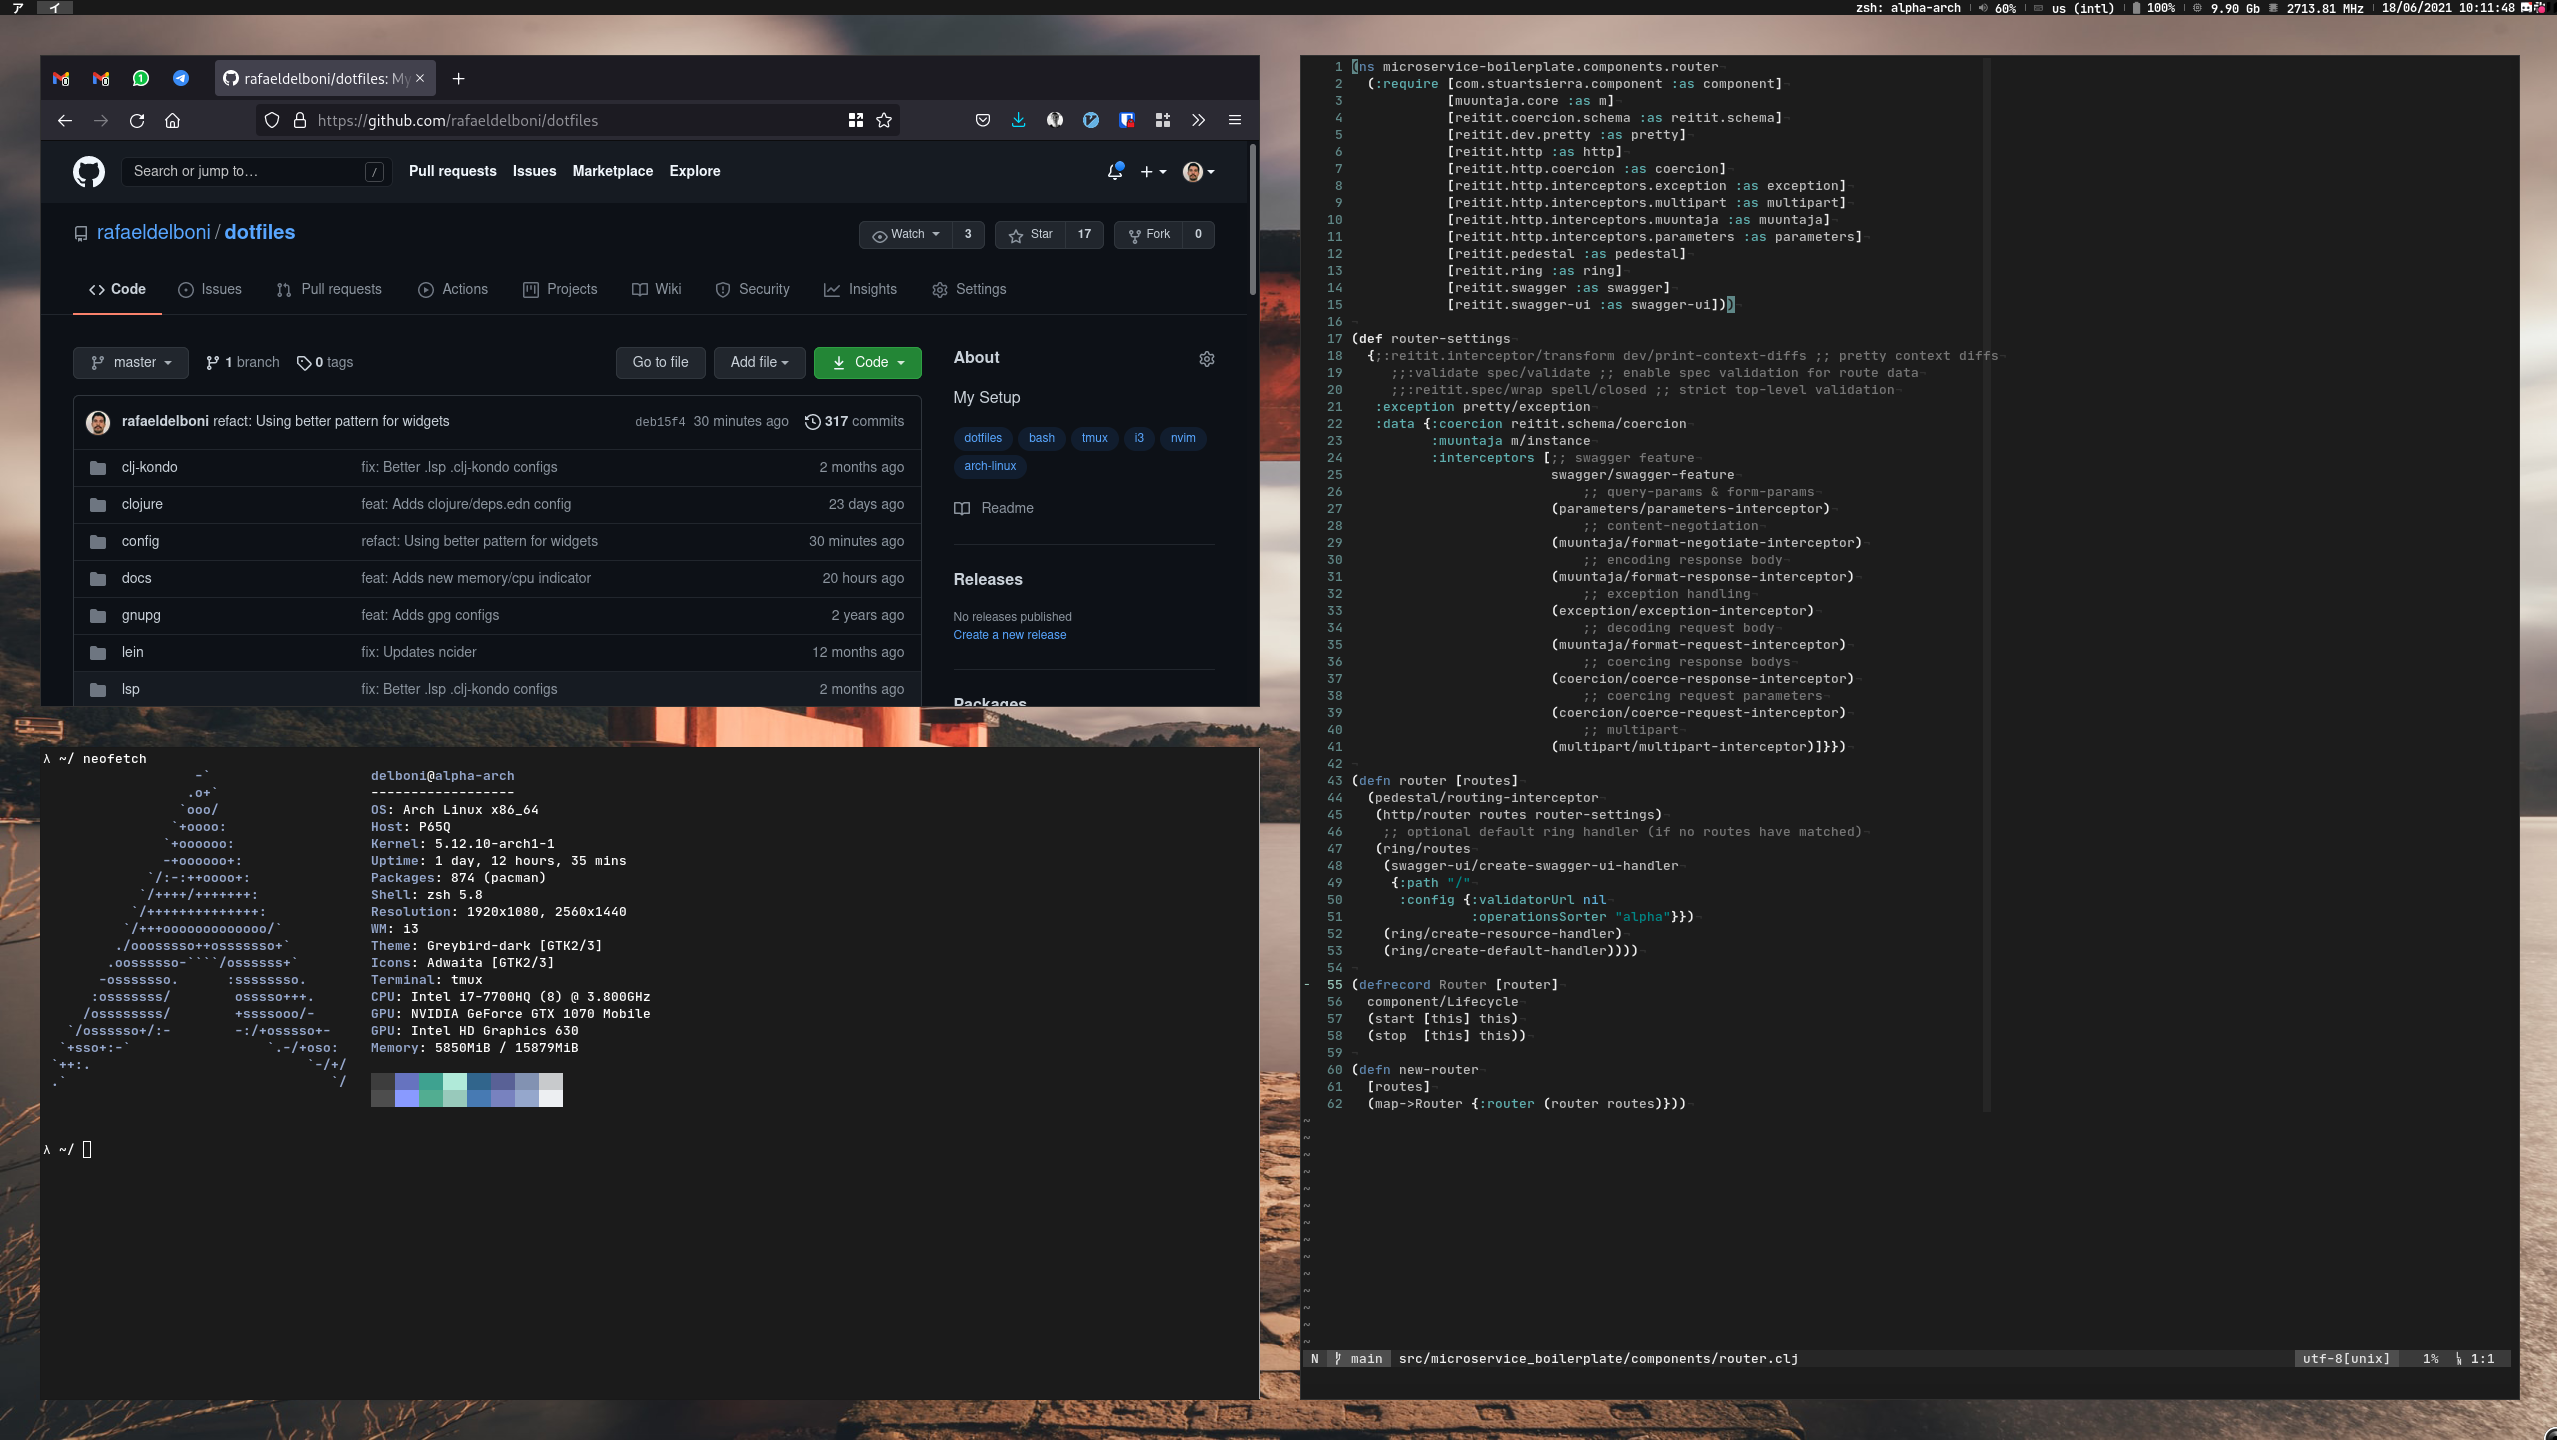 ア イ
zsh: alpha-arch 60% us (intl) 100% 9.90 Gb 2713.81 MHz 18/06/2021 10:11:48
rafaeldelboni/dotfiles: My
https://github.com/rafaeldelboni/dotfiles
Search or jump to… / Pull requests Issues Marketplace Explore
rafaeldelboni / dotfiles Watch 3 Star 17 Fork 0
Code Issues Pull requests Actions Projects Wiki Security Insights Settings
master 1 branch 0 tags Go to file Add file Code
rafaeldelboni refact: Using better pattern for widgets deb15f4 30 minutes ago 317 commits
clj-kondo fix: Better .lsp .clj-kondo configs 2 months ago
clojure feat: Adds clojure/deps.edn config 23 days ago
config refact: Using better pattern for widgets 30 minutes ago
docs feat: Adds new memory/cpu indicator 20 hours ago
gnupg feat: Adds gpg configs 2 years ago
lein fix: Updates ncider 12 months ago
lsp fix: Better .lsp .clj-kondo configs 2 months ago
About
My Setup
dotfiles bash tmux i3 nvim
arch-linux
Readme
Releases
No releases published
Create a new release
Packages
λ ~/ neofetch
delboni@alpha-arch
------------------
OS: Arch Linux x86_64
Host: P65Q
Kernel: 5.12.10-arch1-1
Uptime: 1 day, 12 hours, 35 mins
Packages: 874 (pacman)
Shell: zsh 5.8
Resolution: 1920x1080, 2560x1440
WM: i3
Theme: Greybird-dark [GTK2/3]
Icons: Adwaita [GTK2/3]
Terminal: tmux
CPU: Intel i7-7700HQ (8) @ 3.800GHz
GPU: NVIDIA GeForce GTX 1070 Mobile
GPU: Intel HD Graphics 630
Memory: 5850MiB / 15879MiB
λ ~/
1 (ns microservice-boilerplate.components.router
2 (:require [com.stuartsierra.component :as component]
3 [muuntaja.core :as m]
4 [reitit.coercion.schema :as reitit.schema]
5 [reitit.dev.pretty :as pretty]
6 [reitit.http :as http]
7 [reitit.http.coercion :as coercion]
8 [reitit.http.interceptors.exception :as exception]
9 [reitit.http.interceptors.multipart :as multipart]
10 [reitit.http.interceptors.muuntaja :as muuntaja]
11 [reitit.http.interceptors.parameters :as parameters]
12 [reitit.pedestal :as pedestal]
13 [reitit.ring :as ring]
14 [reitit.swagger :as swagger]
15 [reitit.swagger-ui :as swagger-ui]))
16
17 (def router-settings
18 {;:reitit.interceptor/transform dev/print-context-diffs ;; pretty context diffs
19 ;;:validate spec/validate ;; enable spec validation for route data
20 ;;:reitit.spec/wrap spell/closed ;; strict top-level validation
21 :exception pretty/exception
22 :data {:coercion reitit.schema/coercion
23 :muuntaja m/instance
24 :interceptors [;; swagger feature
25 swagger/swagger-feature
26 ;; query-params & form-params
27 (parameters/parameters-interceptor)
28 ;; content-negotiation
29 (muuntaja/format-negotiate-interceptor)
30 ;; encoding response body
31 (muuntaja/format-response-interceptor)
32 ;; exception handling
33 (exception/exception-interceptor)
34 ;; decoding request body
35 (muuntaja/format-request-interceptor)
36 ;; coercing response bodys
37 (coercion/coerce-response-interceptor)
38 ;; coercing request parameters
39 (coercion/coerce-request-interceptor)
40 ;; multipart
41 (multipart/multipart-interceptor)]}})
42
43 (defn router [routes]
44 (pedestal/routing-interceptor
45 (http/router routes router-settings)
46 ;; optional default ring handler (if no routes have matched)
47 (ring/routes
48 (swagger-ui/create-swagger-ui-handler
49 {:path "/"
50 :config {:validatorUrl nil
51 :operationsSorter "alpha"}})
52 (ring/create-resource-handler)
53 (ring/create-default-handler))))
54
- 55 (defrecord Router [router]
56 component/Lifecycle
57 (start [this] this)
58 (stop [this] this))
59
60 (defn new-router
61 [routes]
62 (map->Router {:router (router routes)}))
N main src/microservice_boilerplate/components/router.clj utf-8[unix] 1% 1:1